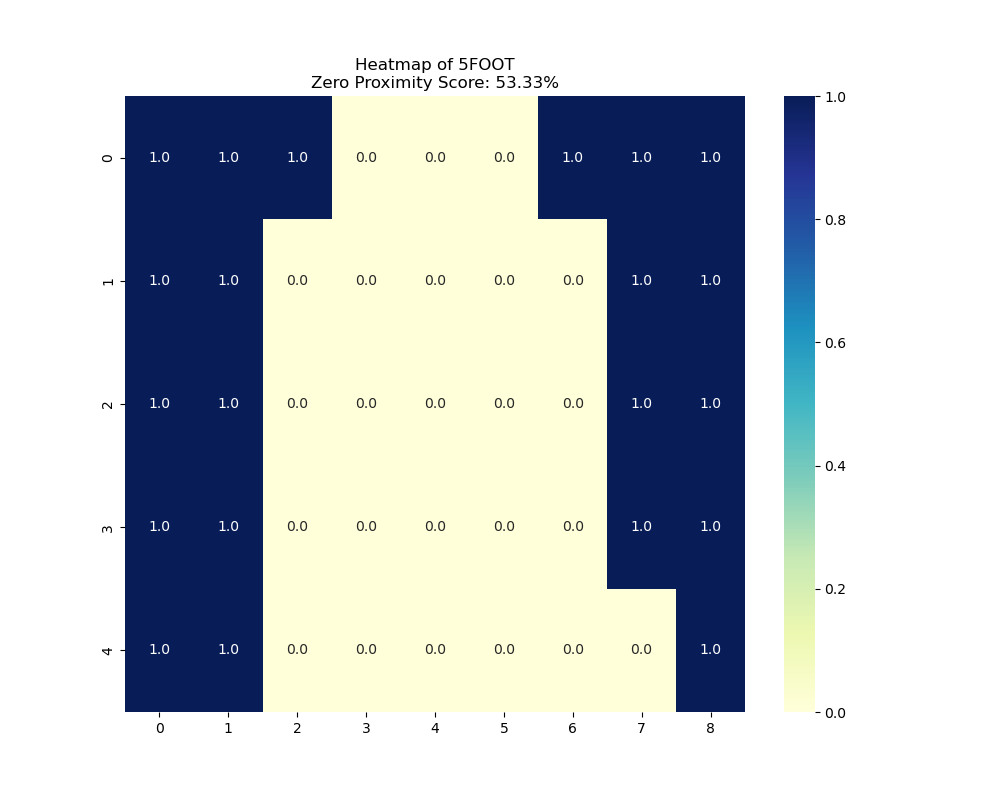 Heatmap of 5FOOT
Zero Proximity Score: 53.33%
0 1.0 1.0 1.0 0.0 0.0 0.0 1.0 1.0 1.0
1 1.0 1.0 0.0 0.0 0.0 0.0 0.0 1.0 1.0
2 1.0 1.0 0.0 0.0 0.0 0.0 0.0 1.0 1.0
3 1.0 1.0 0.0 0.0 0.0 0.0 0.0 1.0 1.0
4 1.0 1.0 0.0 0.0 0.0 0.0 0.0 0.0 1.0
0 1 2 3 4 5 6 7 8
1.0
0.8
0.6
0.4
0.2
0.0